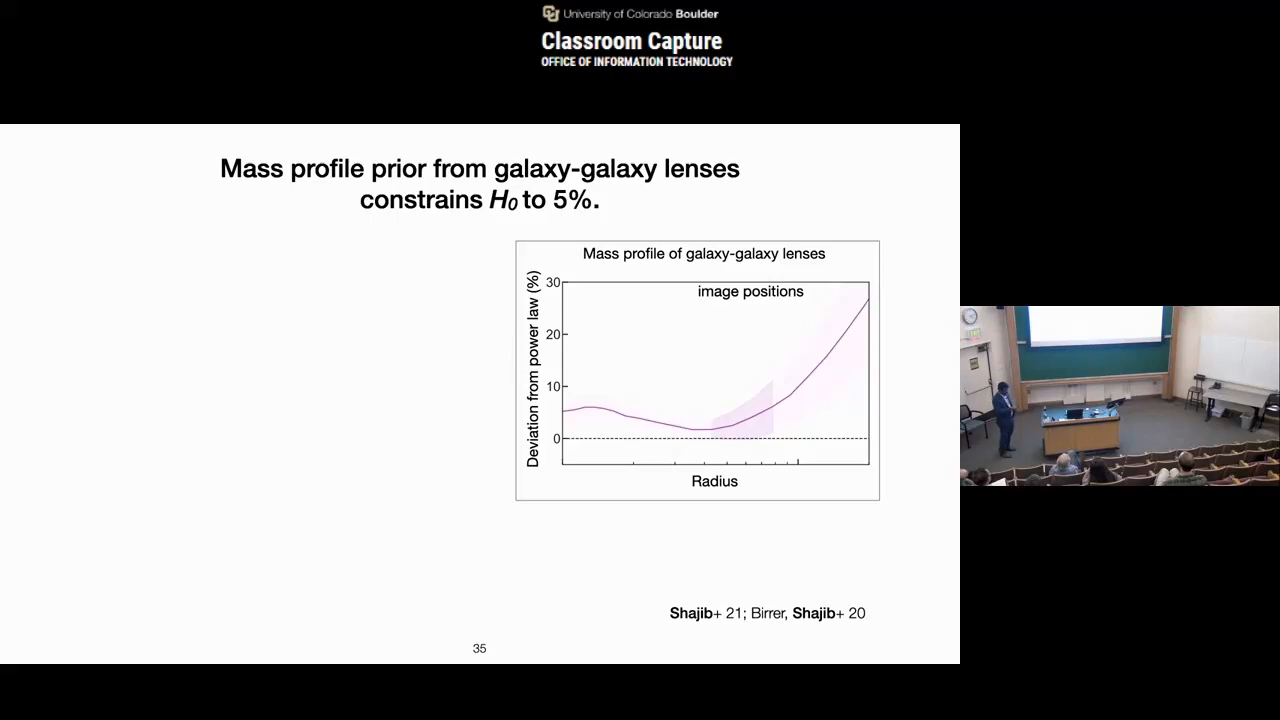 University of Colorado Boulder
Classroom Capture
OFFICE OF INFORMATION TECHNOLOGY
Mass profile prior from galaxy-galaxy lenses
constrains H0 to 5%.
Mass profile of galaxy-galaxy lenses
image positions
Deviation from power law (%)
30
20
10
0
Radius
Shajib+ 21; Birrer, Shajib+ 20
35